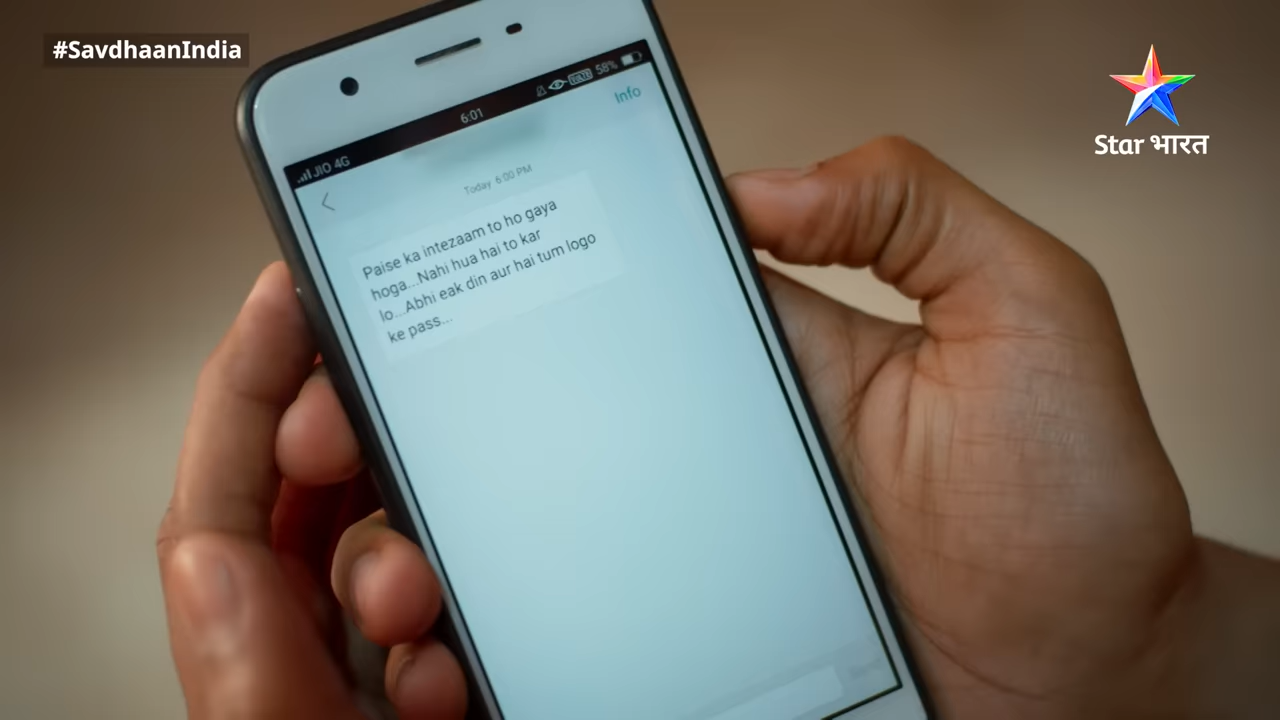 #SavdhaanIndia
Star भारत
JIO 4G
6:01
58%
Info
Today 6:00 PM
Paise ka intezaam to ho gaya
hoga...Nahi hua hai to kar
lo...Abhi eak din aur hai tum logo
ke pass...